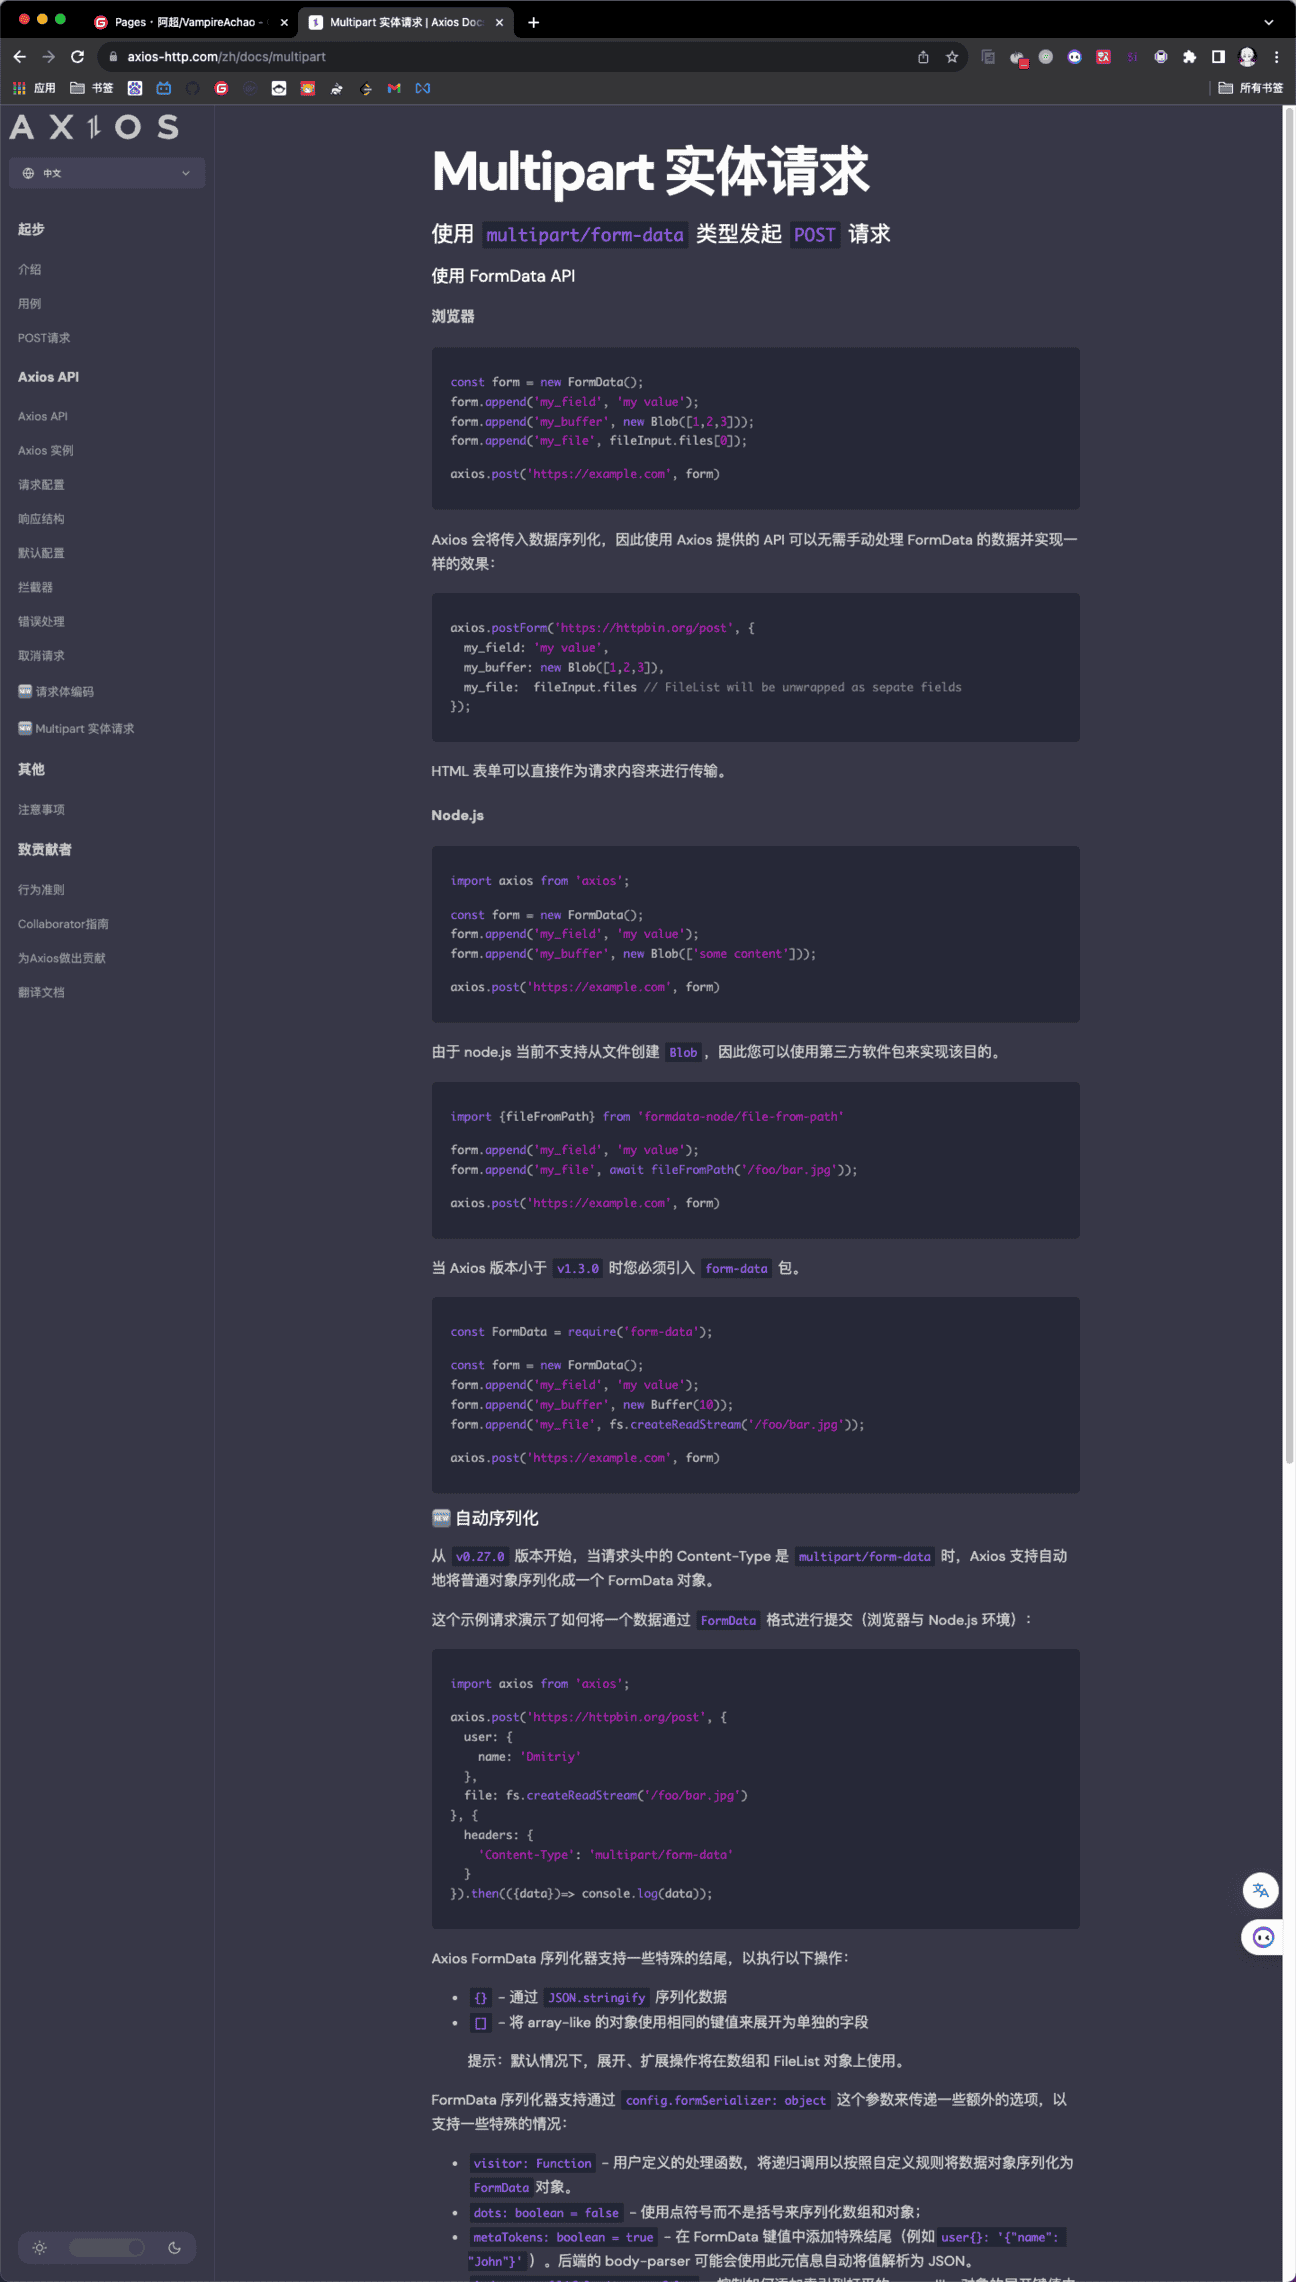 Pages · 阿超/VampireAchao -
Multipart 实体请求 | Axios Doc
axios-http.com/zh/docs/multipart
应用
书签
所有书签
AXIOS
中文
起步
介绍
用例
POST请求
Axios API
Axios API
Axios 实例
请求配置
响应结构
默认配置
拦截器
错误处理
取消请求
🆕 请求体编码
🆕 Multipart 实体请求
其他
注意事项
致贡献者
行为准则
Collaborator指南
为Axios做出贡献
翻译文档
Multipart 实体请求
使用 multipart/form-data 类型发起 POST 请求
使用 FormData API
浏览器
const form = new FormData();
form.append('my_field', 'my value');
form.append('my_buffer', new Blob([1,2,3]));
form.append('my_file', fileInput.files[0]);
axios.post('https://example.com', form)
Axios 会将传入数据序列化，因此使用 Axios 提供的 API 可以无需手动处理 FormData 的数据并实现一
样的效果：
axios.postForm('https://httpbin.org/post', {
my_field: 'my value',
my_buffer: new Blob([1,2,3]),
my_file:  fileInput.files // FileList will be unwrapped as sepate fields
});
HTML 表单可以直接作为请求内容来进行传输。
Node.js
import axios from 'axios';
const form = new FormData();
form.append('my_field', 'my value');
form.append('my_buffer', new Blob(['some content']));
axios.post('https://example.com', form)
由于 node.js 当前不支持从文件创建 Blob，因此您可以使用第三方软件包来实现该目的。
import {fileFromPath} from 'formdata-node/file-from-path'
form.append('my_field', 'my value');
form.append('my_file', await fileFromPath('/foo/bar.jpg'));
axios.post('https://example.com', form)
当 Axios 版本小于 v1.3.0 时您必须引入 form-data 包。
const FormData = require('form-data');
const form = new FormData();
form.append('my_field', 'my value');
form.append('my_buffer', new Buffer(10));
form.append('my_file', fs.createReadStream('/foo/bar.jpg'));
axios.post('https://example.com', form)
🆕 自动序列化
从 v0.27.0 版本开始，当请求头中的 Content-Type 是 multipart/form-data 时，Axios 支持自动
地将普通对象序列化成一个 FormData 对象。
这个示例请求演示了如何将一个数据通过 FormData 格式进行提交（浏览器与 Node.js 环境）：
import axios from 'axios';
axios.post('https://httpbin.org/post', {
user: {
name: 'Dmitriy'
},
file: fs.createReadStream('/foo/bar.jpg')
}, {
headers: {
'Content-Type': 'multipart/form-data'
}
}).then(({data})=> console.log(data));
Axios FormData 序列化器支持一些特殊的结尾，以执行以下操作：
• {} - 通过 JSON.stringify 序列化数据
• [] - 将 array-like 的对象使用相同的键值来展开为单独的字段
提示：默认情况下，展开、扩展操作将在数组和 FileList 对象上使用。
FormData 序列化器支持通过 config.formSerializer: object 这个参数来传递一些额外的选项，以
支持一些特殊的情况：
• visitor: Function - 用户定义的处理函数，将递归调用以按照自定义规则将数据对象序列化为
FormData 对象。
• dots: boolean = false - 使用点符号而不是括号来序列化数组和对象；
• metaTokens: boolean = true - 在 FormData 键值中添加特殊结尾（例如 user{}: '{"name":
"John"}' ）。后端的 body-parser 可能会使用此元信息自动将值解析为 JSON。